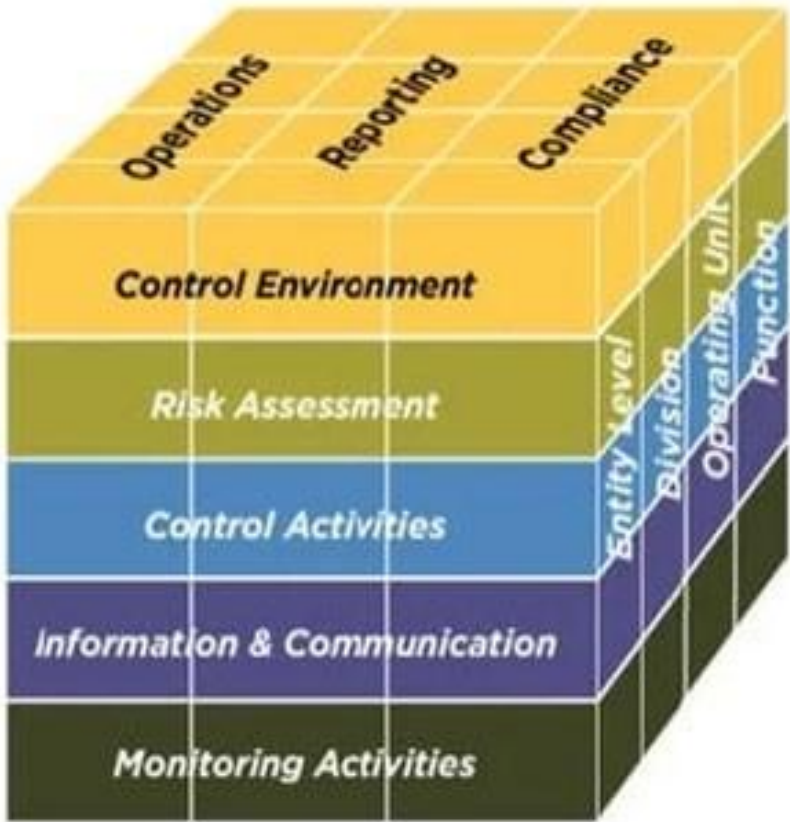 Operations
Reporting
Compliance
Control Environment
Risk Assessment
Control Activities
Information & Communication
Monitoring Activities
Entity Level
Division
Operating Unit
Function